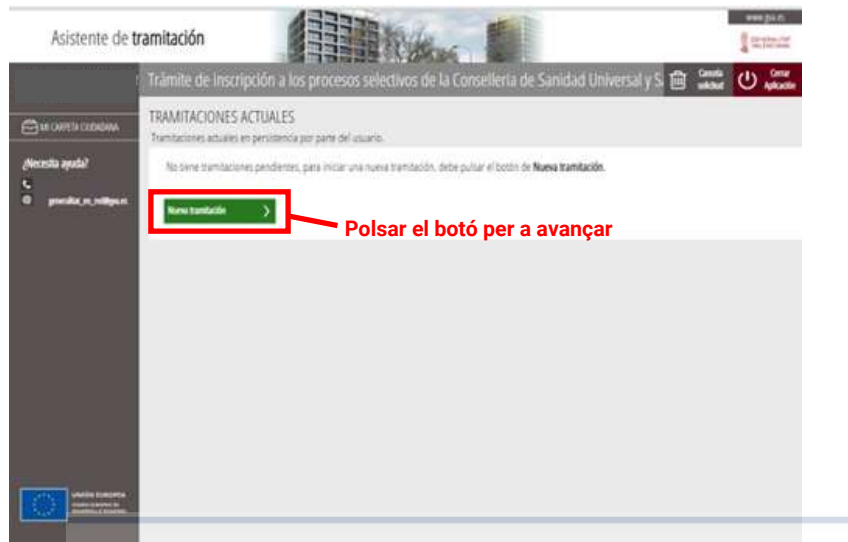 www.gva.es
Asistente de tramitación
GENERALITAT
VALENCIANA
Trámite de Inscripción a los procesos selectivos de la Conselleria de Sanidad Universal y S
Cancela
solicitud
Cerrar
Aplicación
MI CARPETA CIUDADANA
TRAMITACIONES ACTUALES
Tramitaciones actuales en persistencia por parte del usuario.
¿Necesita ayuda?
No tiene tramitaciones pendientes, para iniciar una nueva tramitación, debe pulsar el botón de Nueva tramitación.
Nueva tramitación
Polsar el botó per a avançar
UNIÓN EUROPEA